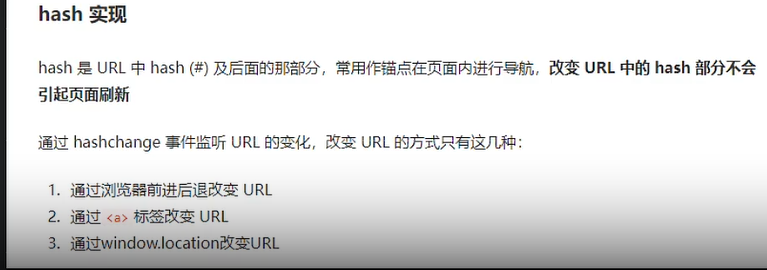 hash 实现
hash 是 URL 中 hash (#) 及后面的那部分，常用作锚点在页面内进行导航，改变 URL 中的 hash 部分不会
引起页面刷新
通过 hashchange 事件监听 URL 的变化，改变 URL 的方式只有这几种：
1. 通过浏览器前进后退改变 URL
2. 通过 <a> 标签改变 URL
3. 通过window.location改变URL